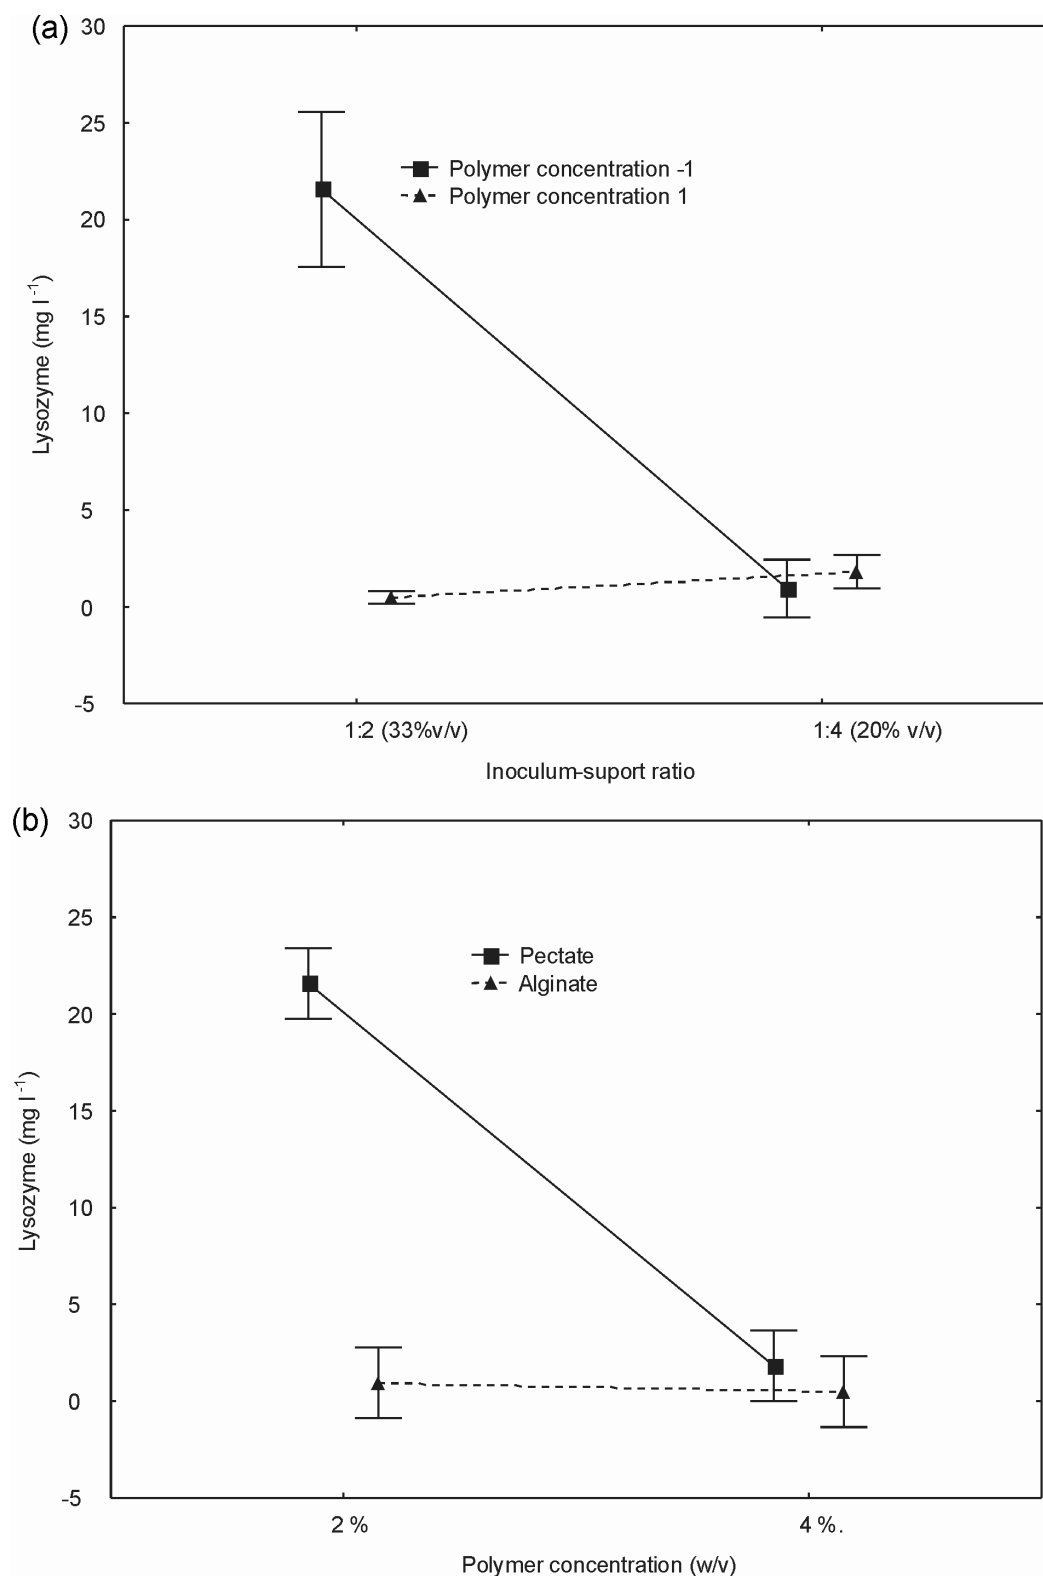 (a)
30
25
20
15
10
5
0
-5
Lysozyme (mg l-1)
Polymer concentration -1
Polymer concentration 1
1:2 (33%v/v)
1:4 (20% v/v)
Inoculum-suport ratio
(b)
30
25
20
15
10
5
0
-5
Lysozyme (mg l-1)
Pectate
Alginate
2 %
4 %.
Polymer concentration (w/v)